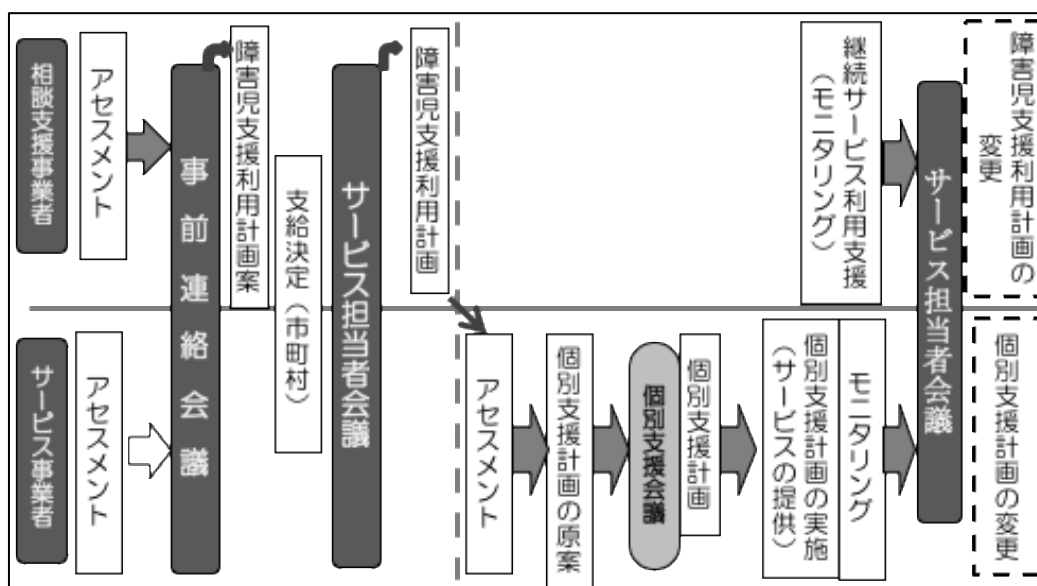 相談支援事業者
アセスメント
事前連絡会議
障害児支援利用計画案
支給決定（市町村）
サービス担当者会議
障害児支援利用計画
継続サービス利用支援
（モニタリング）
サービス担当者会議
障害児支援利用計画の
変更
サービス事業者
アセスメント
アセスメント
個別支援計画の原案
個別支援会議
個別支援計画
個別支援計画の実施
（サービスの提供）
モニタリング
個別支援計画の変更